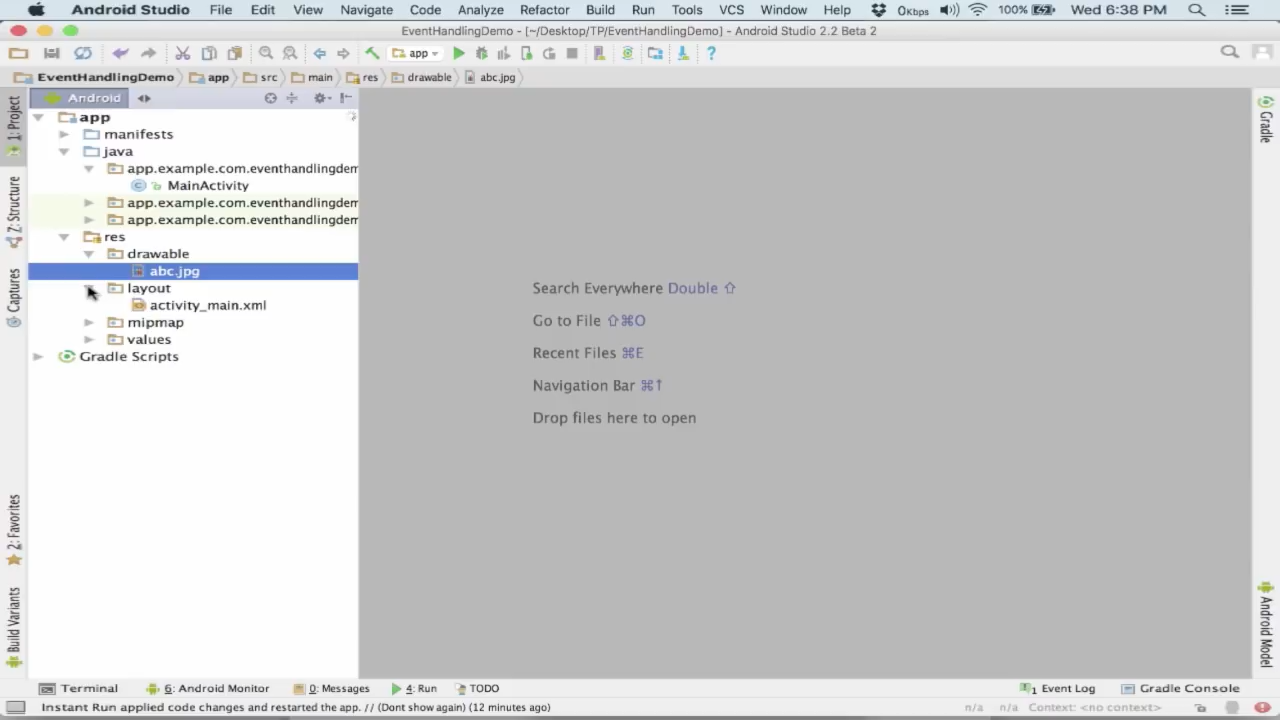 Android Studio File Edit View Navigate Code Analyze Refactor Build Run Tools VCS Window Help 0Kbps 100% Wed 6:38 PM
EventHandlingDemo - [~/Desktop/TP/EventHandlingDemo] - Android Studio 2.2 Beta 2
app
EventHandlingDemo app src main res drawable abc.jpg
Android
1: Project
Z: Structure
Captures
2: Favorites
Build Variants
app
manifests
java
app.example.com.eventhandlingdem
MainActivity
app.example.com.eventhandlingdem
app.example.com.eventhandlingdem
res
drawable
abc.jpg
layout
activity_main.xml
mipmap
values
Gradle Scripts
Search Everywhere Double ⇧
Go to File ⇧⌘O
Recent Files ⌘E
Navigation Bar ⌘↑
Drop files here to open
Gradle
Android Model
Terminal 6: Android Monitor 0: Messages 4: Run TODO 1 Event Log Gradle Console
Instant Run applied code changes and restarted the app. // (Dont show again) (12 minutes ago) n/a n/a Context: <no context>